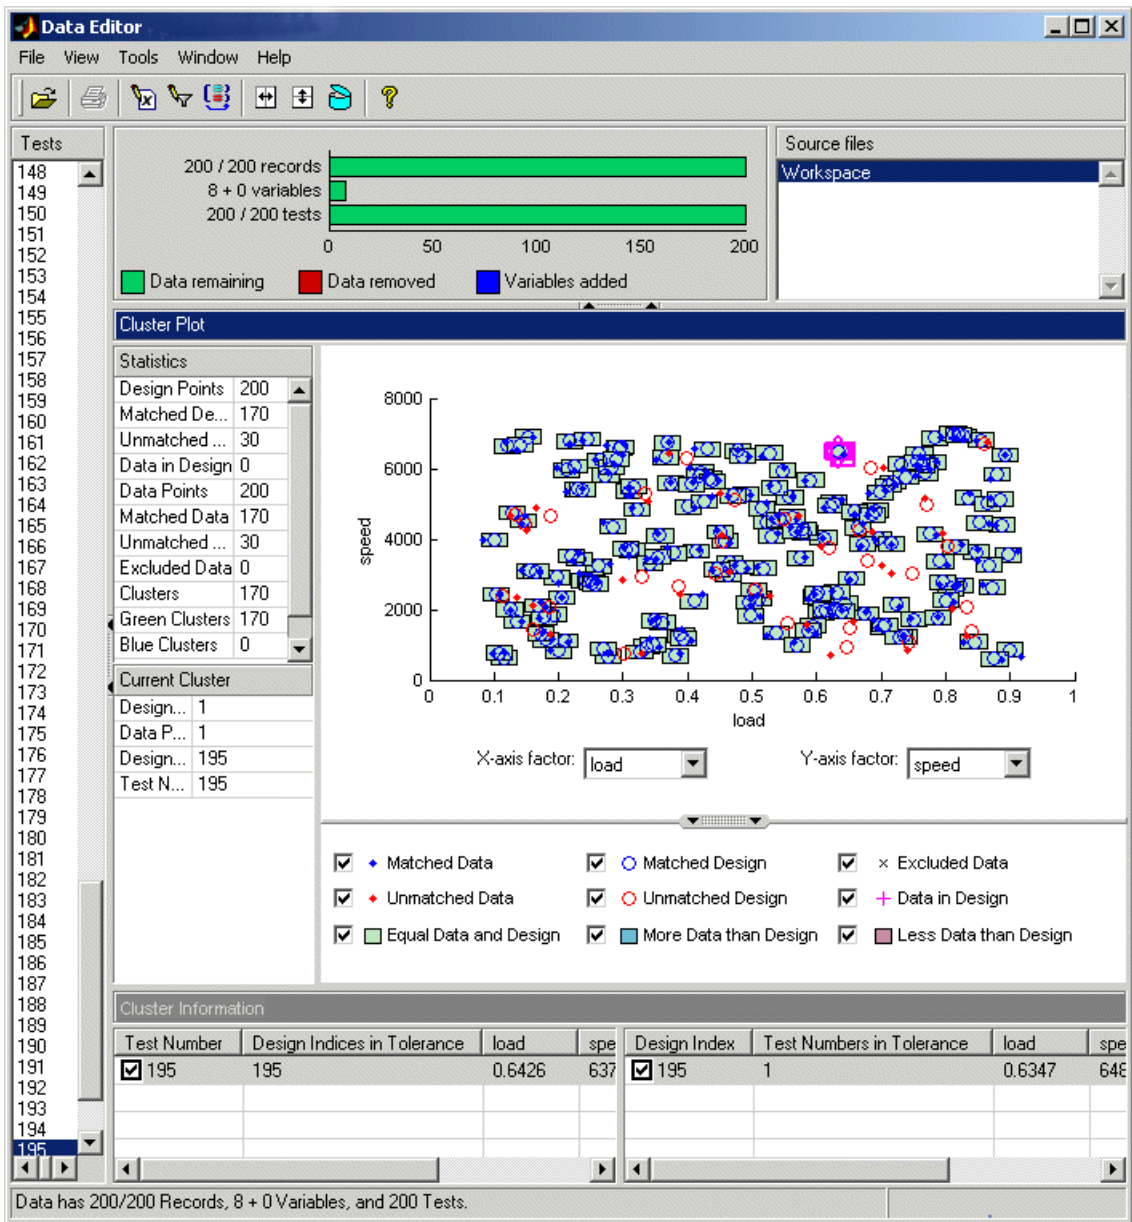 Data Editor
File View Tools Window Help
Tests
148
149
150
151
152
153
154
155
156
157
158
159
160
161
162
163
164
165
166
167
168
169
170
171
172
173
174
175
176
177
178
179
180
181
182
183
184
185
186
187
188
189
190
191
192
193
194
195
200 / 200 records
8 + 0 variables
200 / 200 tests
0 50 100 150 200
Data remaining Data removed Variables added
Source files
Workspace
Cluster Plot
Statistics
Design Points 200
Matched De... 170
Unmatched ... 30
Data in Design 0
Data Points 200
Matched Data 170
Unmatched ... 30
Excluded Data 0
Clusters 170
Green Clusters 170
Blue Clusters 0
Current Cluster
Design... 1
Data P... 1
Design... 195
Test N... 195
8000
6000
4000
2000
0
speed
0 0.1 0.2 0.3 0.4 0.5 0.6 0.7 0.8 0.9 1
load
X-axis factor: load Y-axis factor: speed
Matched Data Matched Design Excluded Data
Unmatched Data Unmatched Design Data in Design
Equal Data and Design More Data than Design Less Data than Design
Cluster Information
Test Number Design Indices in Tolerance load spe
195 195 0.6426 637
Design Index Test Numbers in Tolerance load spe
195 1 0.6347 648
Data has 200/200 Records, 8 + 0 Variables, and 200 Tests.